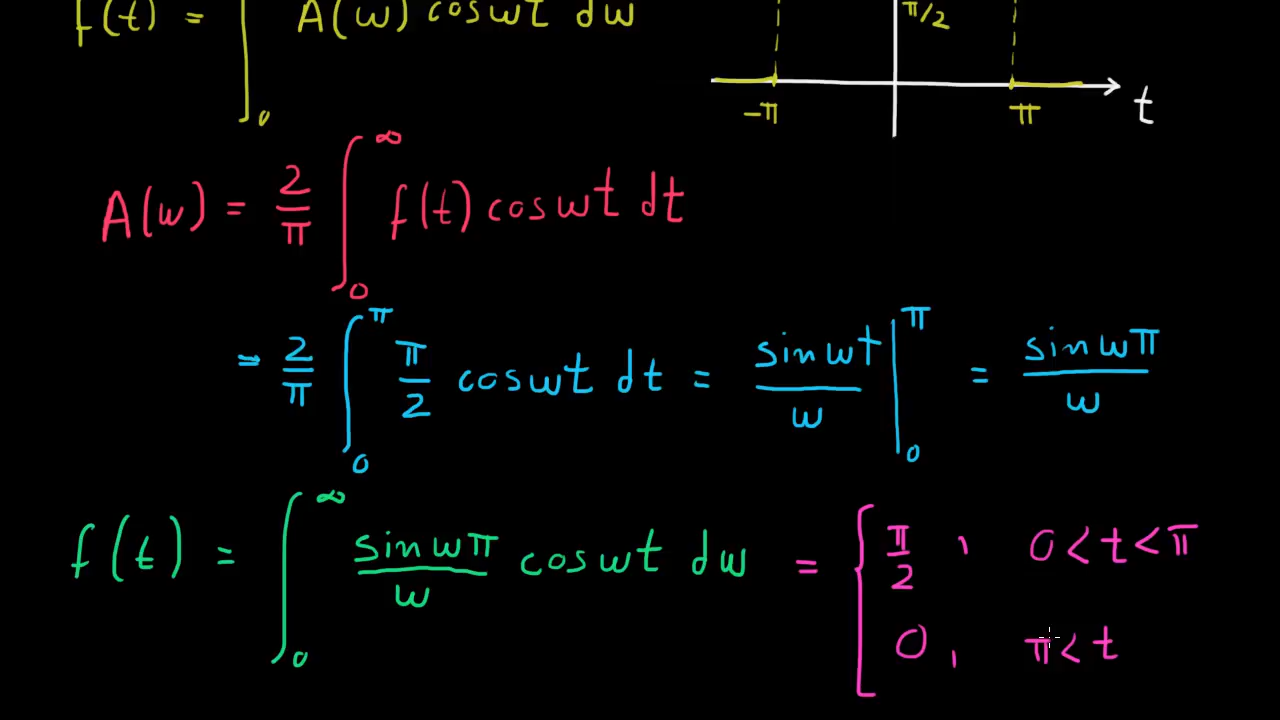 f(t) = ∫₀ A(w) cos wt dw
π/2
-π π t
A(w) = 2/π ∫₀^∞ f(t) cos wt dt
= 2/π ∫₀^π π/2 cos wt dt = sin wt / w |₀^π = sin wπ / w
f(t) = ∫₀^∞ sin wπ / w cos wt dw = { π/2 , 0 < t < π
0 , π < t